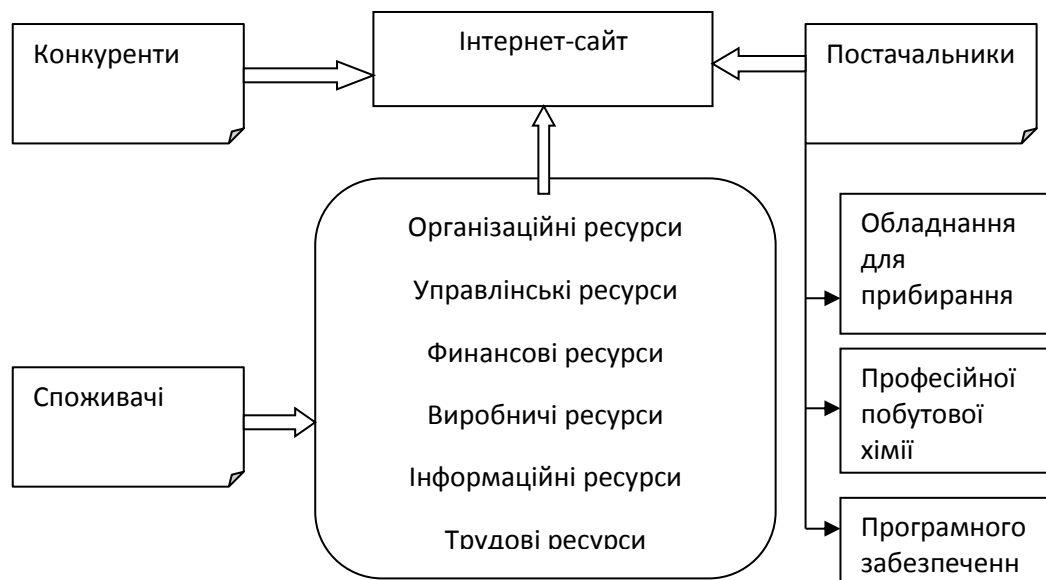 Конкуренти
Інтернет-сайт
Постачальники
Організаційні ресурси
Управлінські ресурси
Финансові ресурси
Виробничі ресурси
Інформаційні ресурси
Трудові ресурси
Споживачі
Обладнання
для
прибирання
Професійної
побутової
хімії
Програмного
забезпеченн